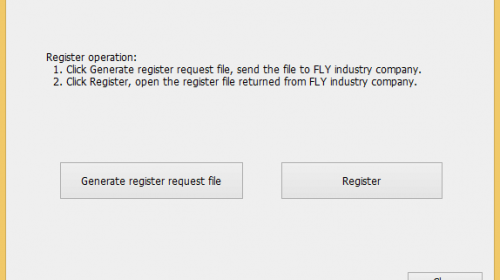 Register operation:
1. Click Generate register request file, send the file to FLY industry company.
2. Click Register, open the register file returned from FLY industry company.
Generate register request file
Register